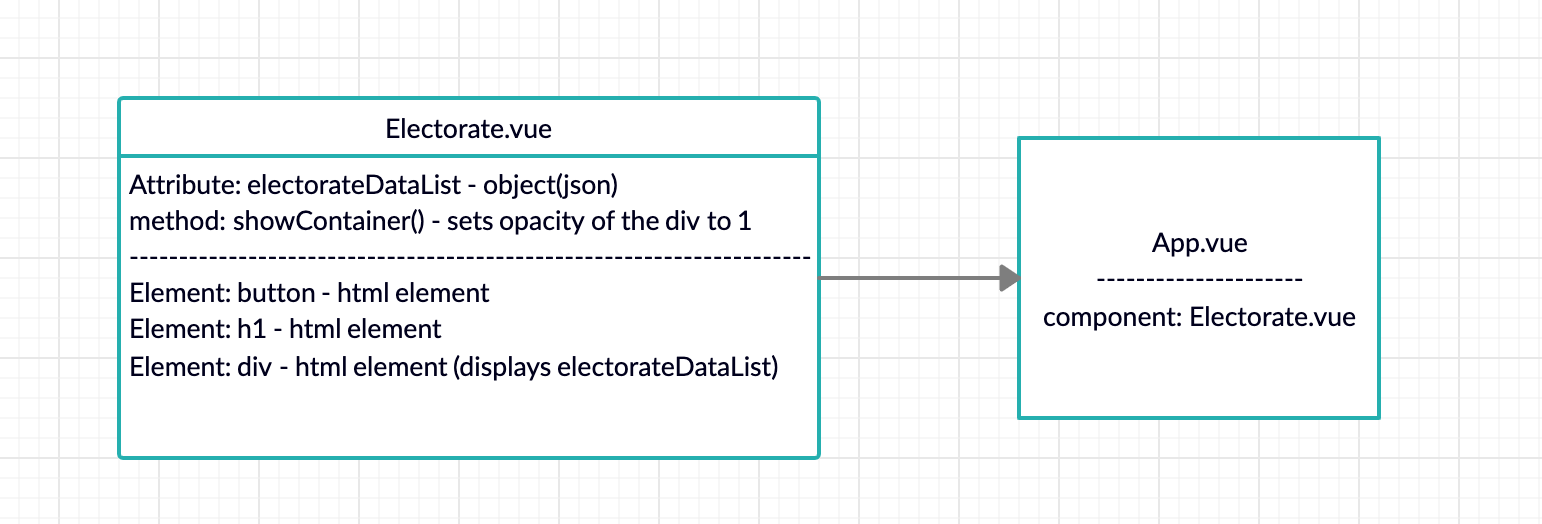 Electorate.vue
Attribute: electorateDataList - object(json)
method: showContainer() - sets opacity of the div to 1
---------------------------------------------------------------------
Element: button - html element
Element: h1 - html element
Element: div - html element (displays electorateDataList)
App.vue
---------------------
component: Electorate.vue